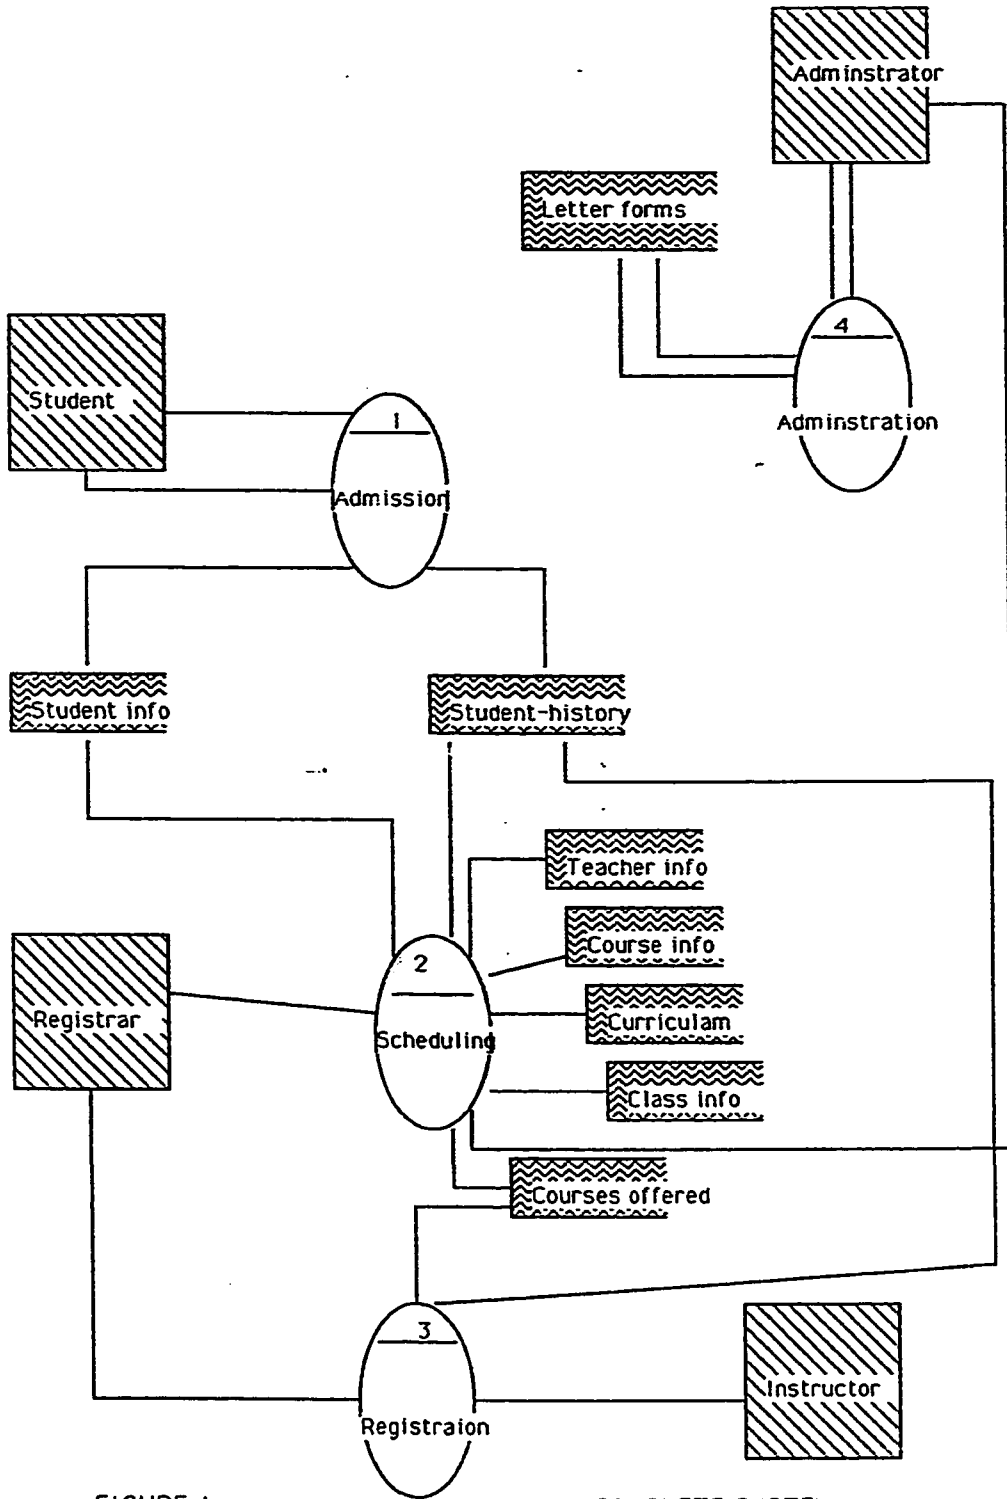 Adminstrator
Letter forms
4
Adminstration
Student
1
Admission
Student info
Student-history
Teacher info
Course info
2
Scheduling
Curriculam
Registrar
Class info
Courses offered
3
Registraion
Instructor